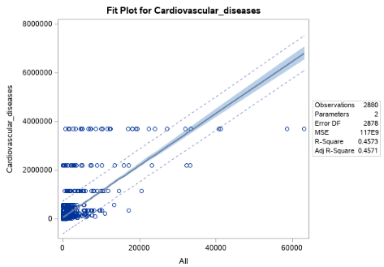 Fit Plot for Cardiovascular_diseases
8000000
6000000
4000000
2000000
0
Cardiovascular_diseases
0 20000 40000 60000
All
Observations 2880
Parameters 2
Error DF 2878
MSE 117E9
R-Square 0.4573
Adj R-Square 0.4571